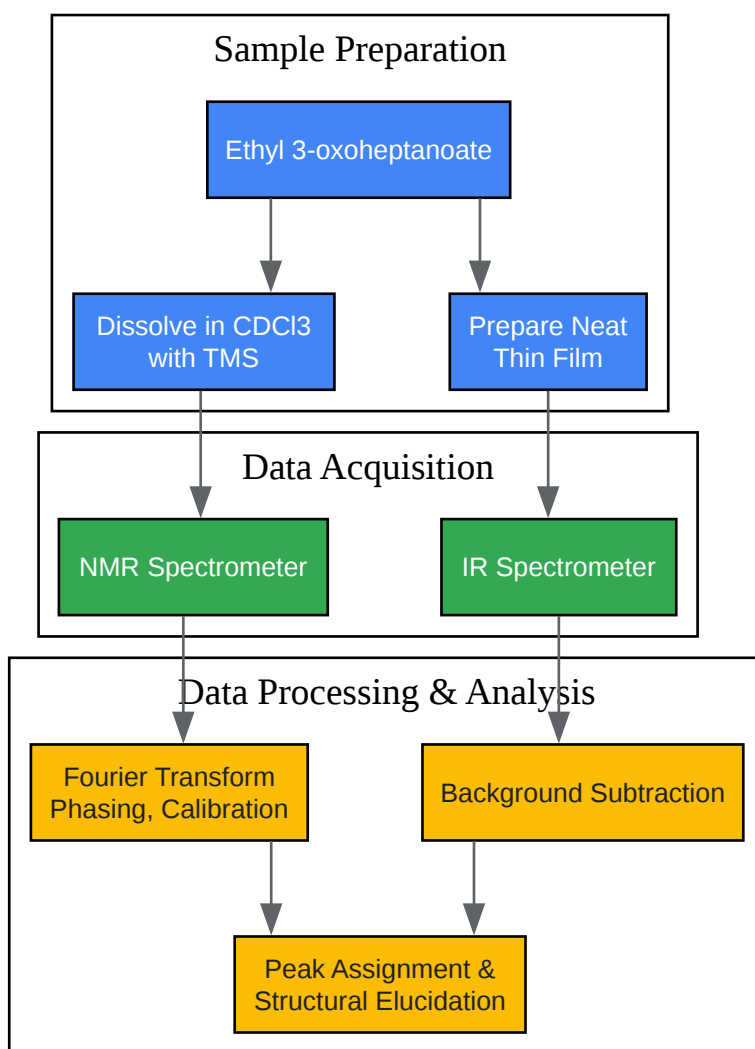 Sample Preparation
Ethyl 3-oxoheptanoate
Dissolve in CDCl3
with TMS
Prepare Neat
Thin Film
Data Acquisition
NMR Spectrometer
IR Spectrometer
Data Processing & Analysis
Fourier Transform
Phasing, Calibration
Background Subtraction
Peak Assignment &
Structural Elucidation